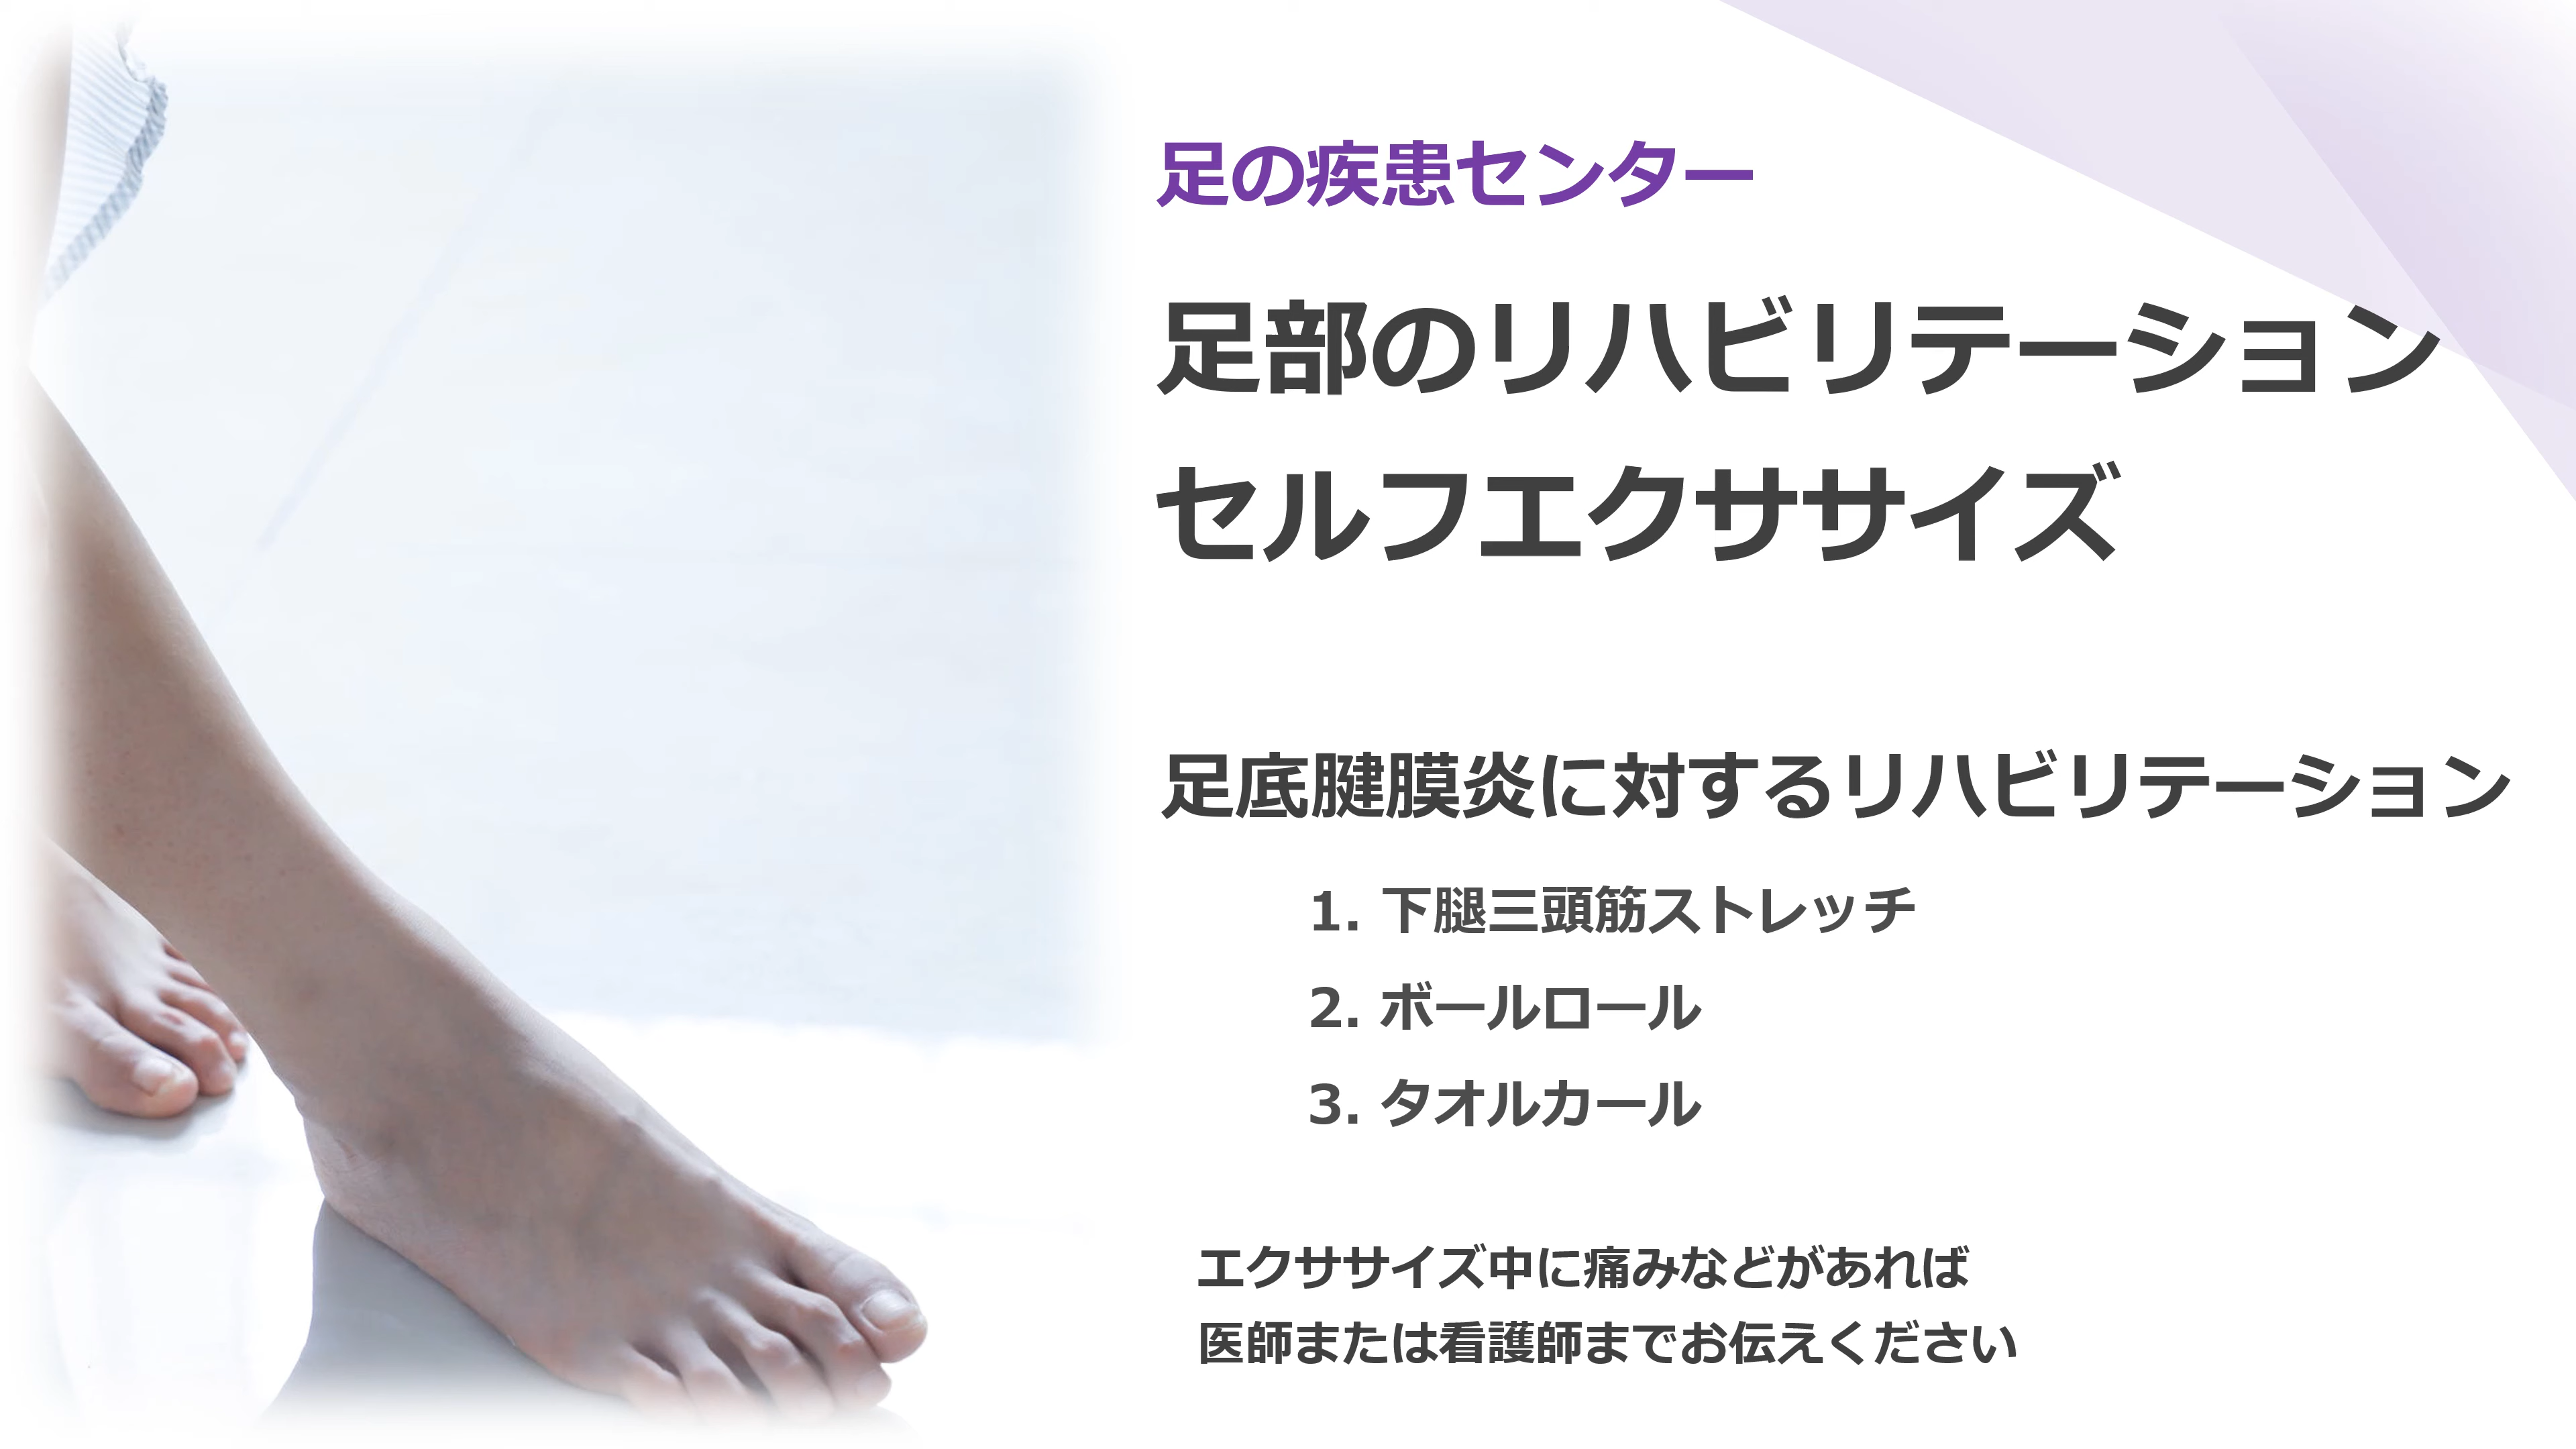 足の疾患センター
足部のリハビリテーション
セルフエクササイズ
足底腱膜炎に対するリハビリテーション
1. 下腿三頭筋ストレッチ
2. ボールロール
3. タオルカール
エクササイズ中に痛みなどがあれば
医師または看護師までお伝えください